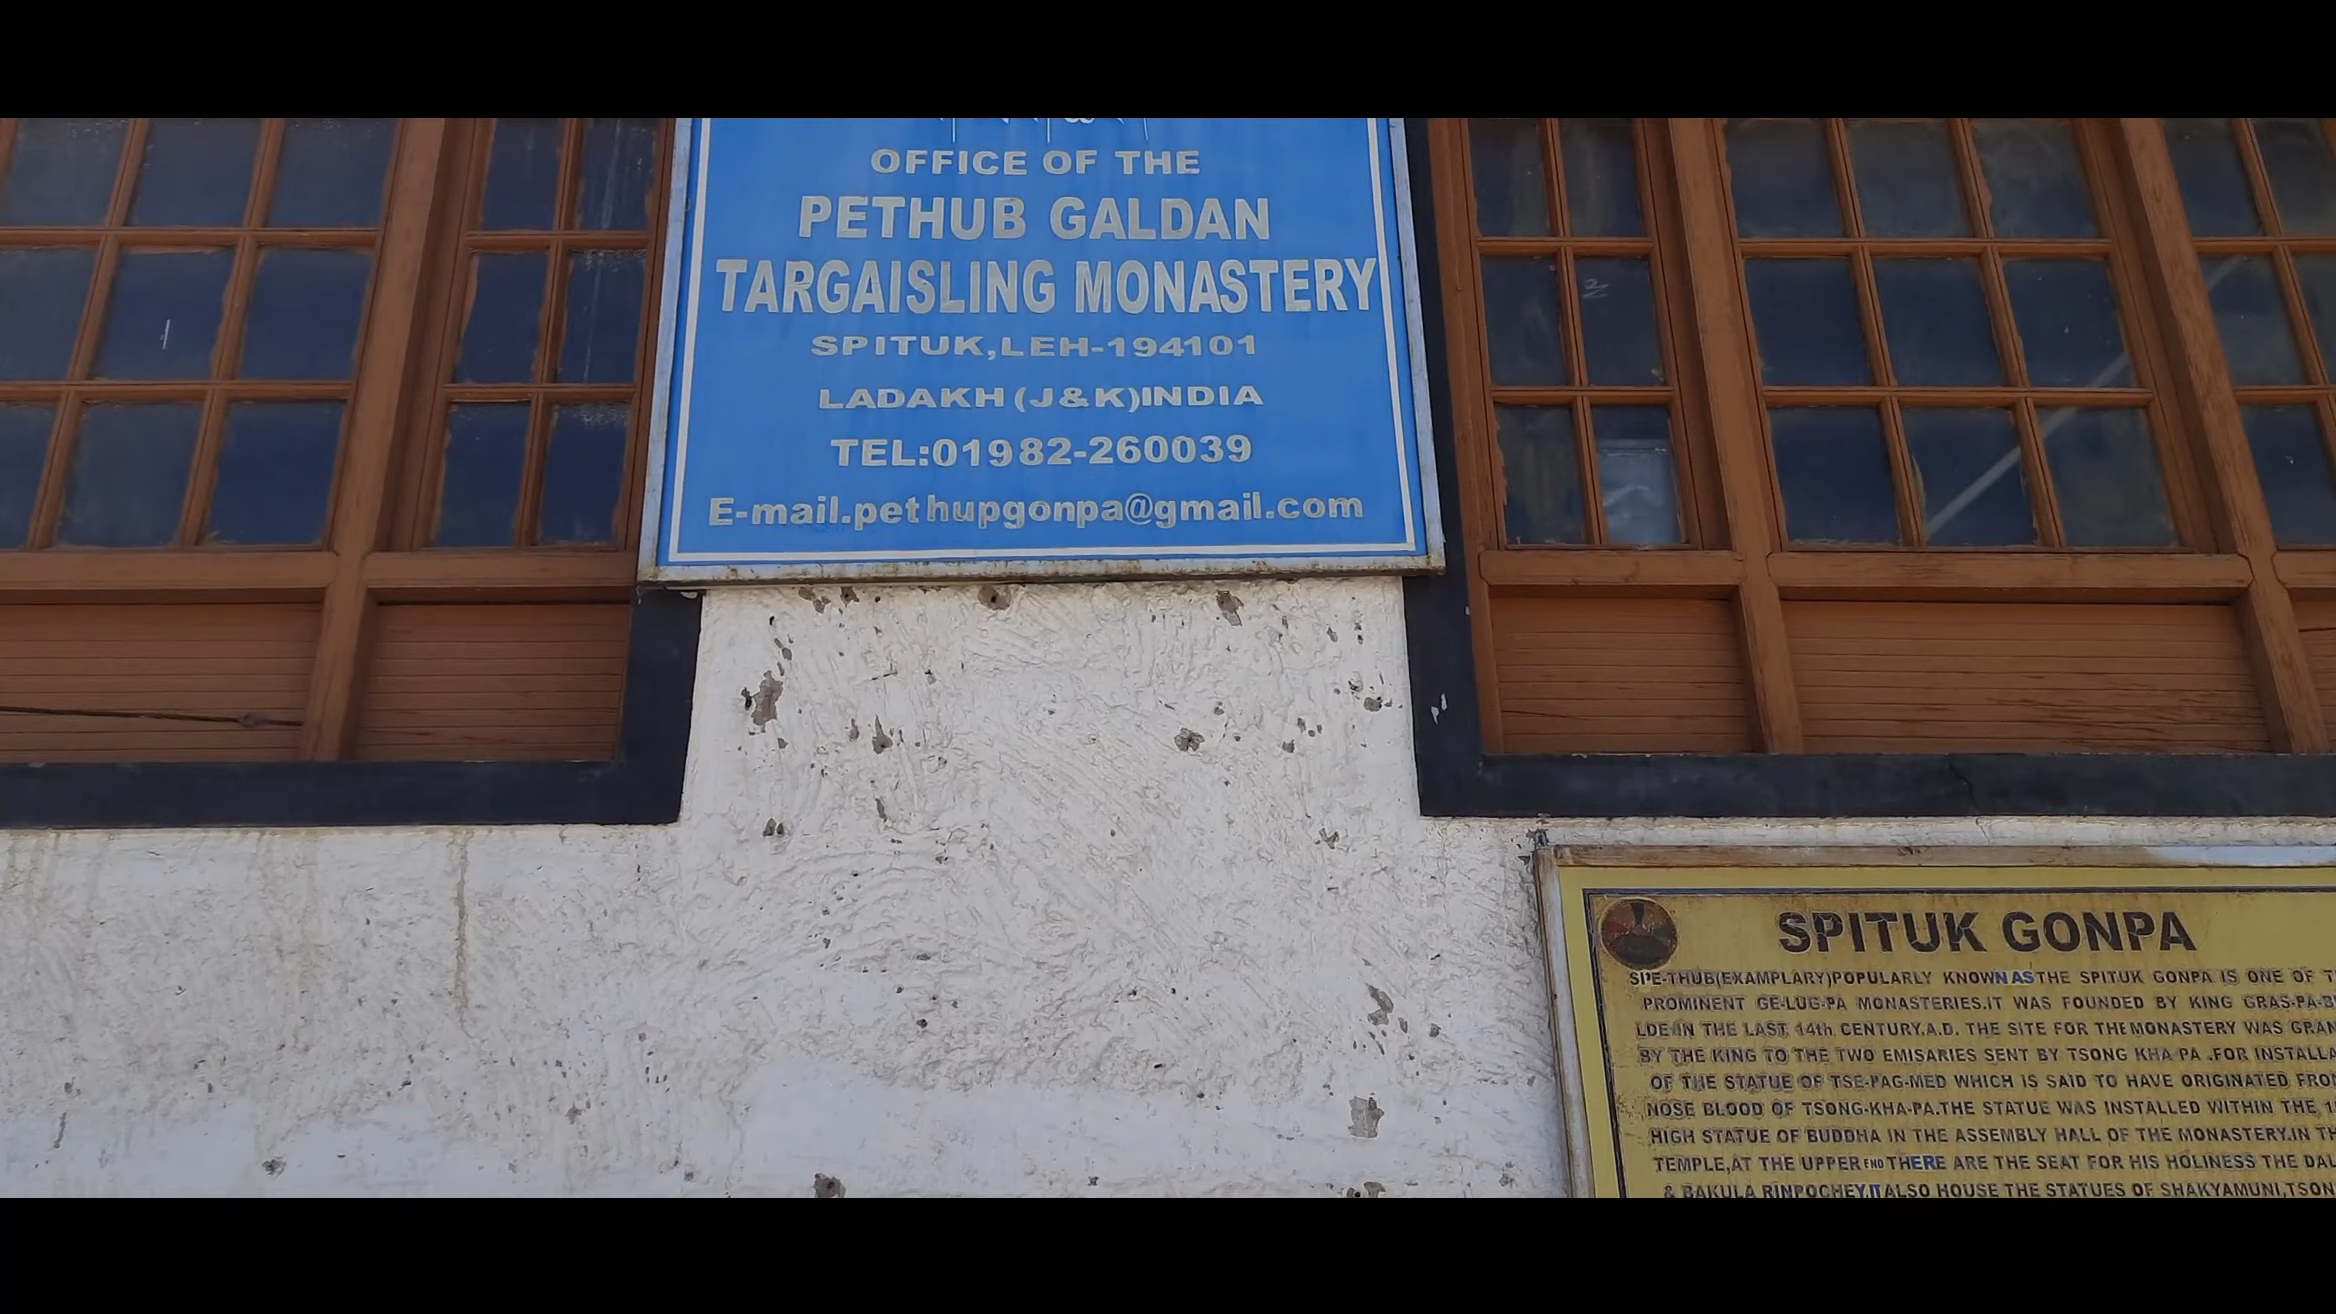 OFFICE OF THE
PETHUB GALDAN
TARGAISLING MONASTERY
SPITUK,LEH-194101
LADAKH (J&K)INDIA
TEL:01982-260039
E-mail.pethupgonpa@gmail.com
SPITUK GONPA
SPE-THUB(EXAMPLARY)POPULARLY KNOWN AS THE SPITUK GONPA IS ONE OF
PROMINENT GE-LUG-PA MONASTERIES.IT WAS FOUNDED BY KING GRAS-PA-
LDE IN THE LAST 14th CENTURY.A.D. THE SITE FOR THE MONASTERY WAS
BY THE KING TO THE TWO EMISARIES SENT BY TSONG KHA PA .FOR
OF THE STATUE OF TSE-PAG-MED WHICH IS SAID TO HAVE ORIGINATED
NOSE BLOOD OF TSONG-KHA-PA.THE STATUE WAS INSTALLED WITHIN THE
HIGH STATUE OF BUDDHA IN THE ASSEMBLY HALL OF THE MONASTERY.IN
TEMPLE,AT THE UPPER END THERE ARE THE SEAT FOR HIS HOLINESS THE
& BAKULA RINPOCHEY.IT ALSO HOUSE THE STATUES OF SHAKYAMUNI,